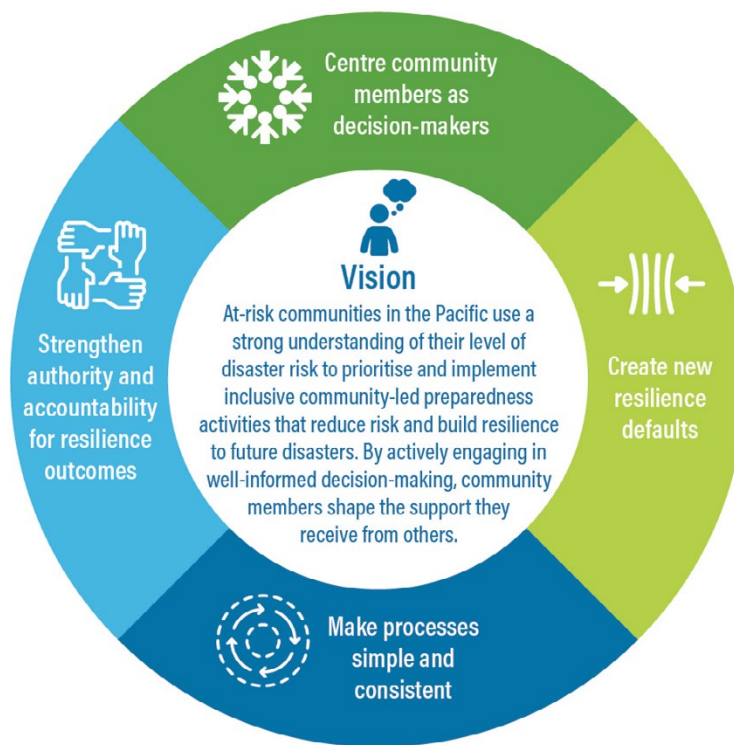 Centre community
members as
decision-makers
Strengthen
authority and
accountability
for resilience
outcomes
Vision
At-risk communities in the Pacific use a
strong understanding of their level of
disaster risk to prioritise and implement
inclusive community-led preparedness
activities that reduce risk and build resilience
to future disasters. By actively engaging in
well-informed decision-making, community
members shape the support they
receive from others.
Create new
resilience
defaults
Make processes
simple and
consistent